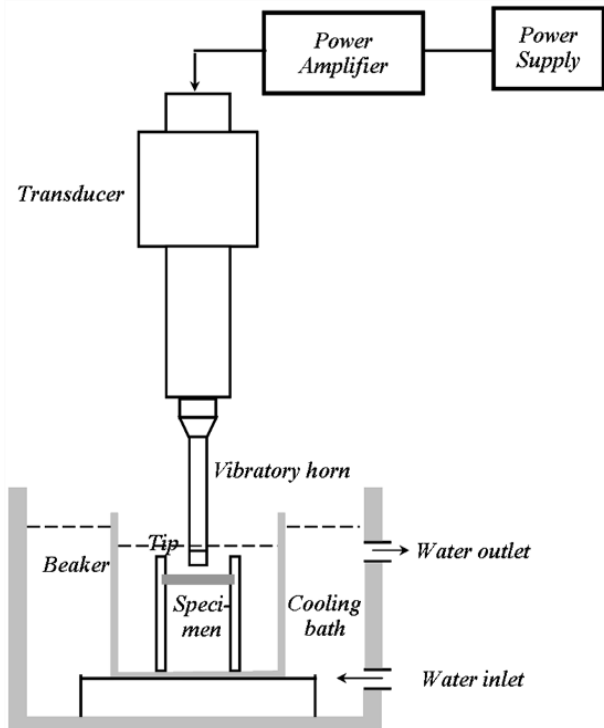 Power
Amplifier
Power
Supply
Transducer
Vibratory horn
Tip
Beaker
Water outlet
Speci-
men
Cooling
bath
Water inlet